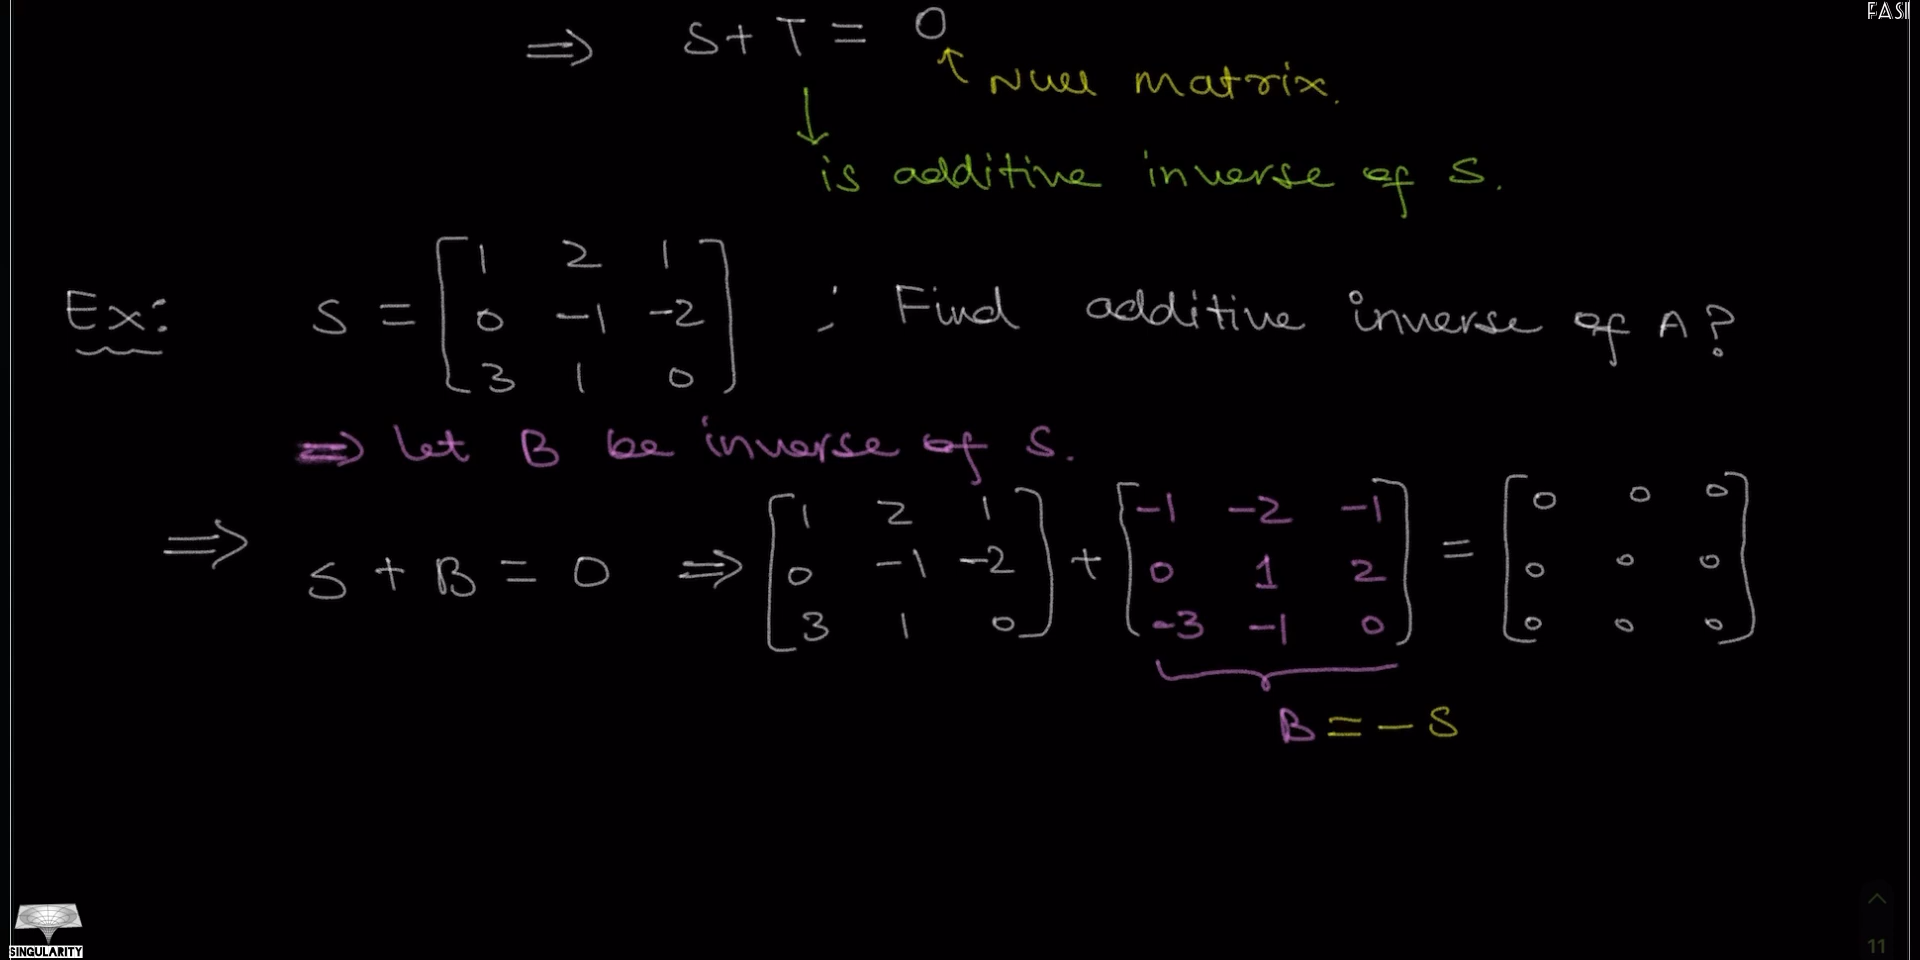 FASI
⇒ S + T = 0
↑ Null matrix.
↓ is additive inverse of S.
Ex: S = [1 2 1
0 -1 -2
3 1 0] : Find additive inverse of A?
⇒ let B be inverse of S.
⇒ S + B = 0 ⇒ [1 2 1
0 -1 -2
3 1 0] + [-1 -2 -1
0 1 2
-3 -1 0] = [0 0 0
0 0 0
0 0 0]
B = - S
SINGULARITY
11